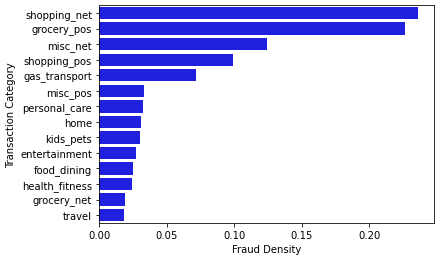 shopping_net
grocery_pos
misc_net
shopping_pos
gas_transport
misc_pos
personal_care
home
kids_pets
entertainment
food_dining
health_fitness
grocery_net
travel
Transaction Category
0.00 0.05 0.10 0.15 0.20
Fraud Density